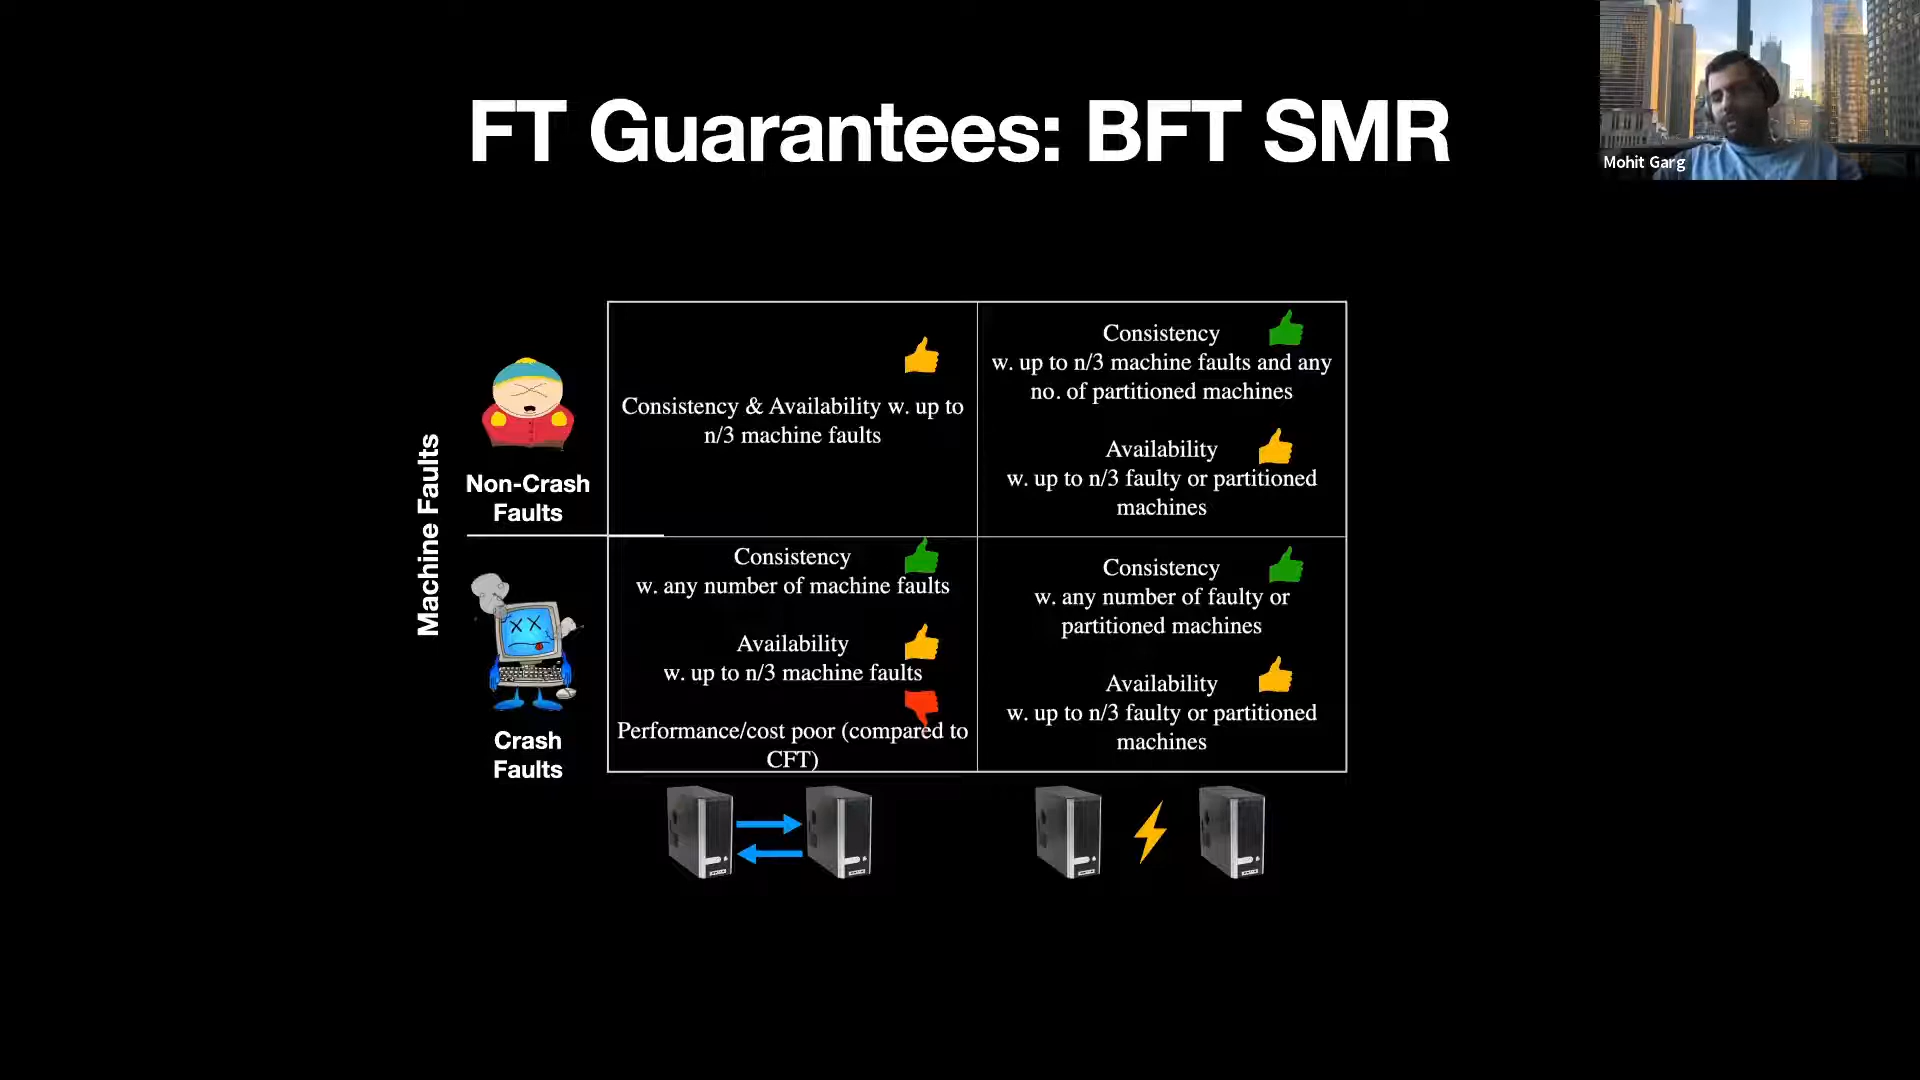 FT Guarantees: BFT SMR
Mohit Garg
Machine Faults
Non-Crash
Faults
Consistency & Availability w. up to
n/3 machine faults
Consistency
w. up to n/3 machine faults and any
no. of partitioned machines
Availability
w. up to n/3 faulty or partitioned
machines
Crash
Faults
Consistency
w. any number of machine faults
Availability
w. up to n/3 machine faults
Performance/cost poor (compared to
CFT)
Consistency
w. any number of faulty or
partitioned machines
Availability
w. up to n/3 faulty or partitioned
machines